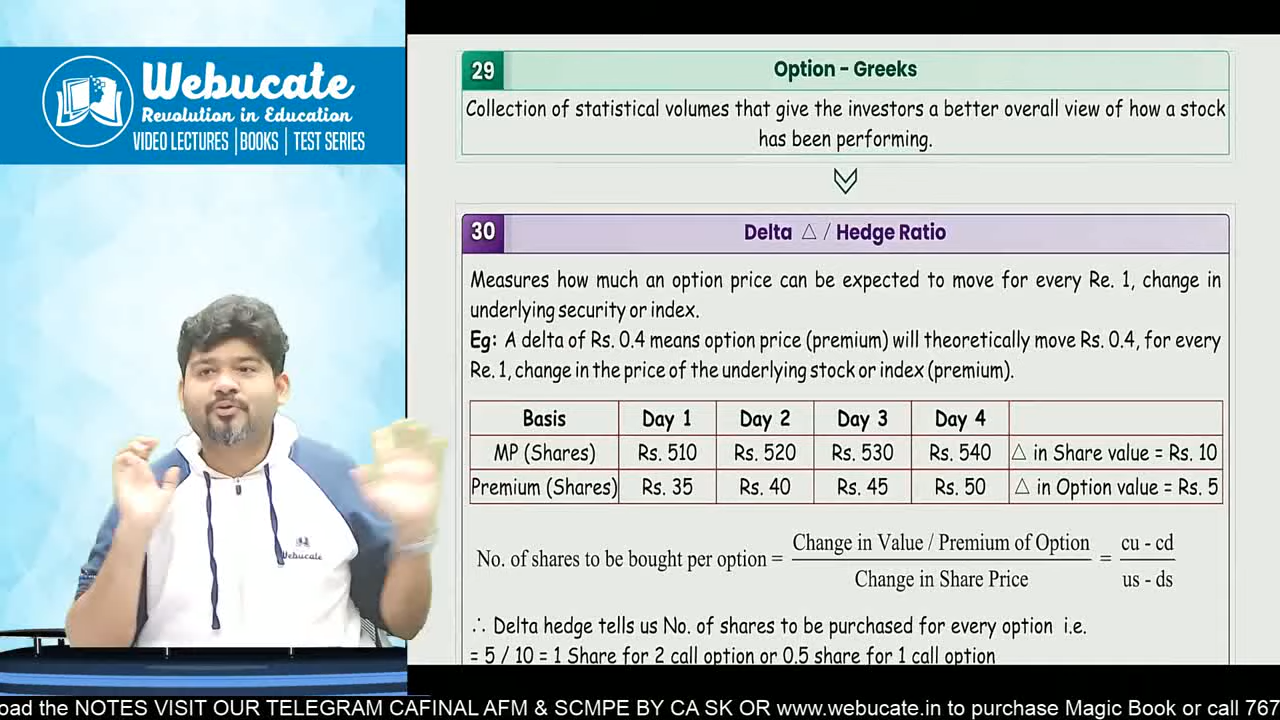 Webucate
Revolution in Education
VIDEO LECTURES | BOOKS | TEST SERIES
29 Option - Greeks
Collection of statistical volumes that give the investors a better overall view of how a stock
has been performing.
30 Delta △ / Hedge Ratio
Measures how much an option price can be expected to move for every Re. 1, change in
underlying security or index.
Eg: A delta of Rs. 0.4 means option price (premium) will theoretically move Rs. 0.4, for every
Re. 1, change in the price of the underlying stock or index (premium).
Basis Day 1 Day 2 Day 3 Day 4
MP (Shares) Rs. 510 Rs. 520 Rs. 530 Rs. 540 △ in Share value = Rs. 10
Premium (Shares) Rs. 35 Rs. 40 Rs. 45 Rs. 50 △ in Option value = Rs. 5
No. of shares to be bought per option = Change in Value / Premium of Option / Change in Share Price = cu - cd / us - ds
∴ Delta hedge tells us No. of shares to be purchased for every option i.e.
= 5 / 10 = 1 Share for 2 call option or 0.5 share for 1 call option
Webucate
oad the NOTES VISIT OUR TELEGRAM CAFINAL AFM & SCMPE BY CA SK OR www.webucate.in to purchase Magic Book or call 767